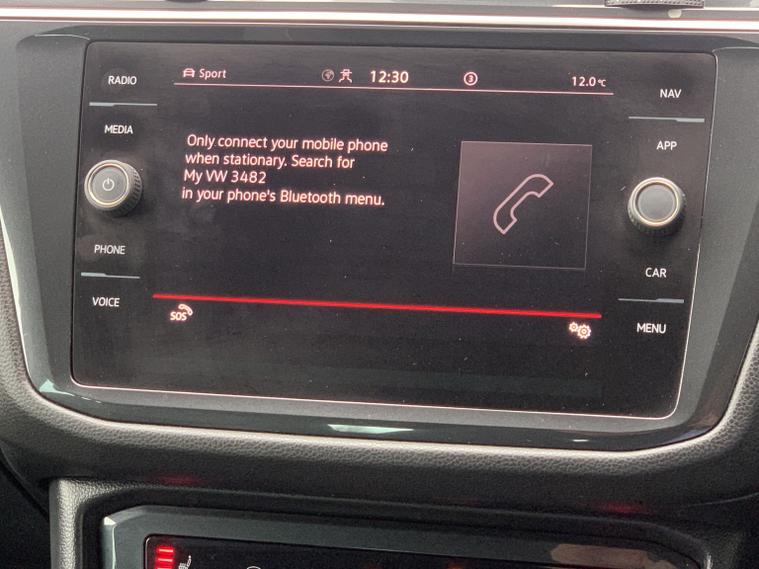 RADIO
MEDIA
PHONE
VOICE
Sport
12:30
3
12.0°C
Only connect your mobile phone
when stationary. Search for
My VW 3482
in your phone's Bluetooth menu.
SOS
NAV
APP
CAR
MENU